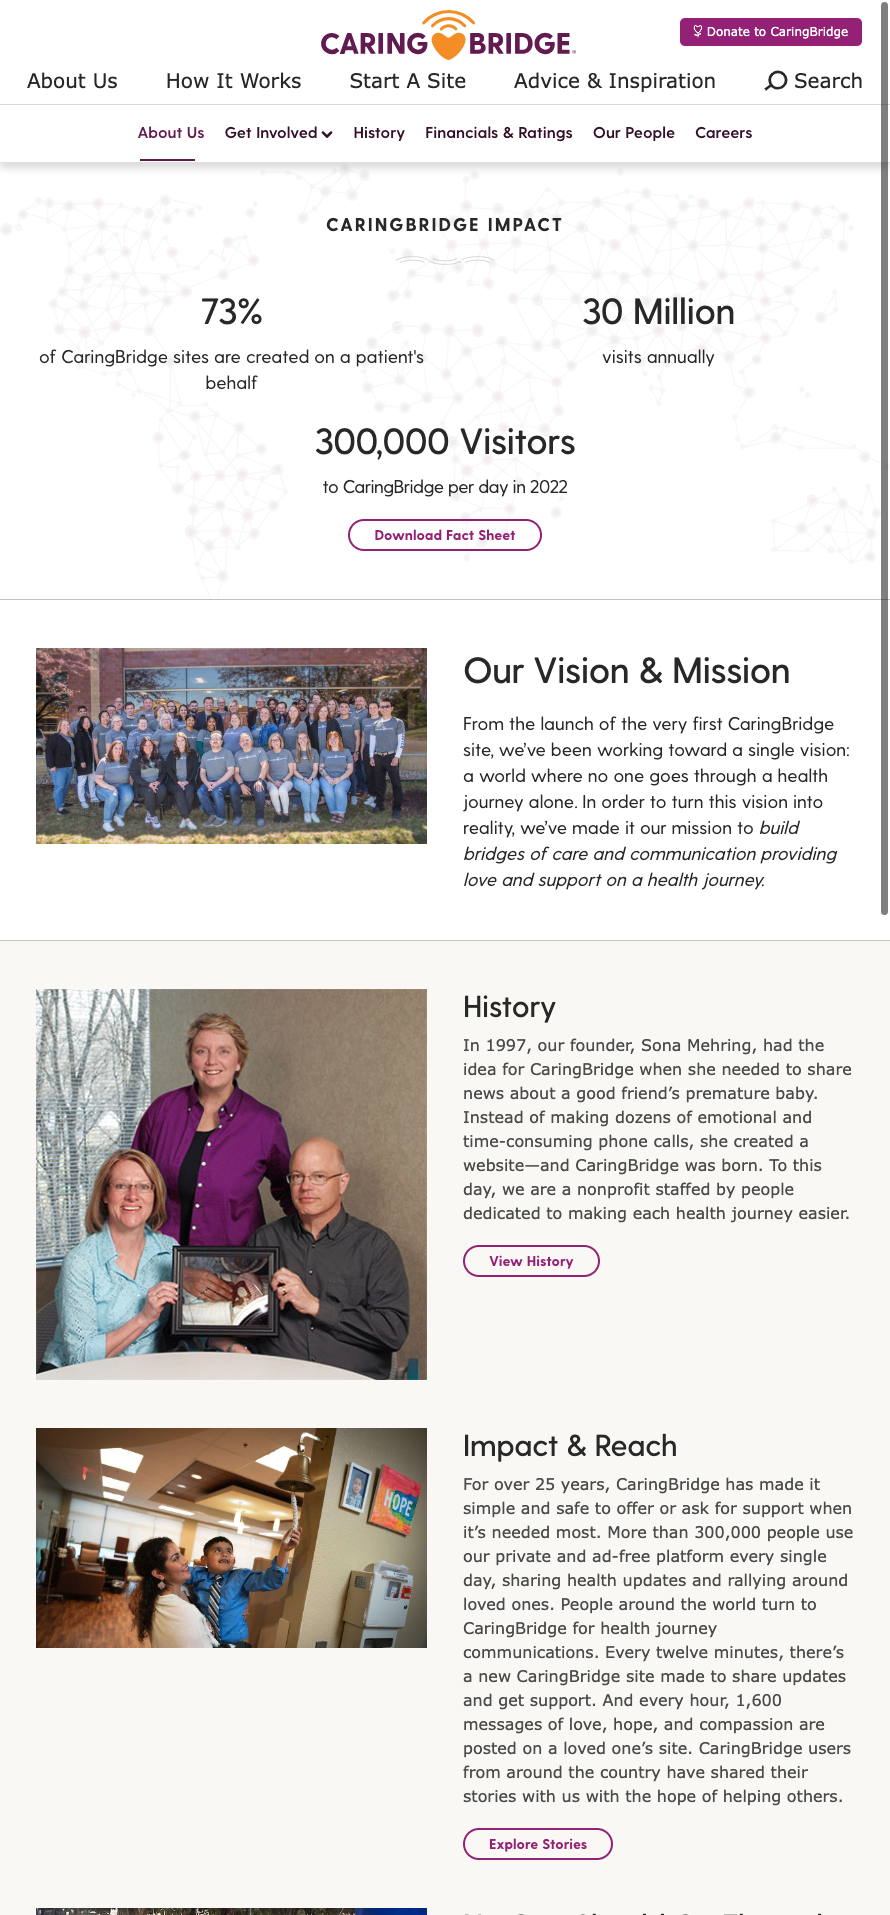 CARING BRIDGE
Donate to CaringBridge
About Us
How It Works
Start A Site
Advice & Inspiration
Search
About Us
Get Involved
History
Financials & Ratings
Our People
Careers
CARINGBRIDGE IMPACT
73%
of CaringBridge sites are created on a patient's
behalf
30 Million
visits annually
300,000 Visitors
to CaringBridge per day in 2022
Download Fact Sheet
Our Vision & Mission
From the launch of the very first CaringBridge
site, we’ve been working toward a single vision:
a world where no one goes through a health
journey alone. In order to turn this vision into
reality, we’ve made it our mission to build
bridges of care and communication providing
love and support on a health journey.
History
In 1997, our founder, Sona Mehring, had the
idea for CaringBridge when she needed to share
news about a good friend’s premature baby.
Instead of making dozens of emotional and
time-consuming phone calls, she created a
website—and CaringBridge was born. To this
day, we are a nonprofit staffed by people
dedicated to making each health journey easier.
View History
HOPE
Impact & Reach
For over 25 years, CaringBridge has made it
simple and safe to offer or ask for support when
it’s needed most. More than 300,000 people use
our private and ad-free platform every single
day, sharing health updates and rallying around
loved ones. People around the world turn to
CaringBridge for health journey
communications. Every twelve minutes, there’s
a new CaringBridge site made to share updates
and get support. And every hour, 1,600
messages of love, hope, and compassion are
posted on a loved one’s site. CaringBridge users
from around the country have shared their
stories with us with the hope of helping others.
Explore Stories